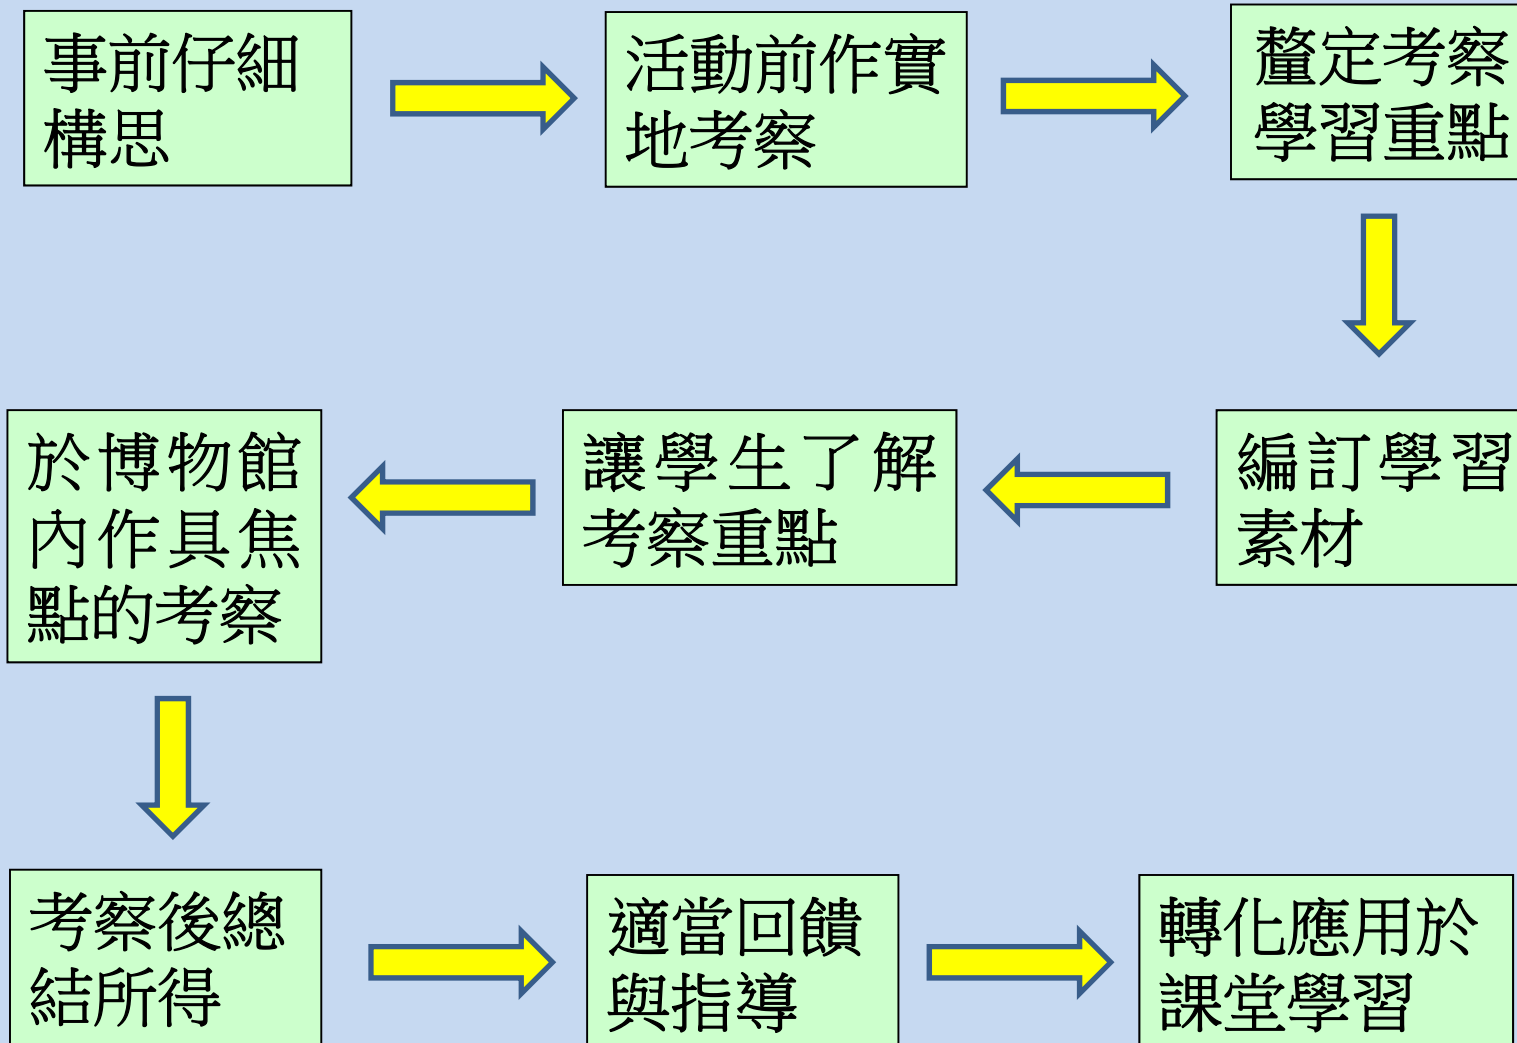 事前仔細
構思
活動前作實
地考察
釐定考察
學習重點
編訂學習
素材
讓學生了解
考察重點
於博物館
內作具焦
點的考察
考察後總
結所得
適當回饋
與指導
轉化應用於
課堂學習